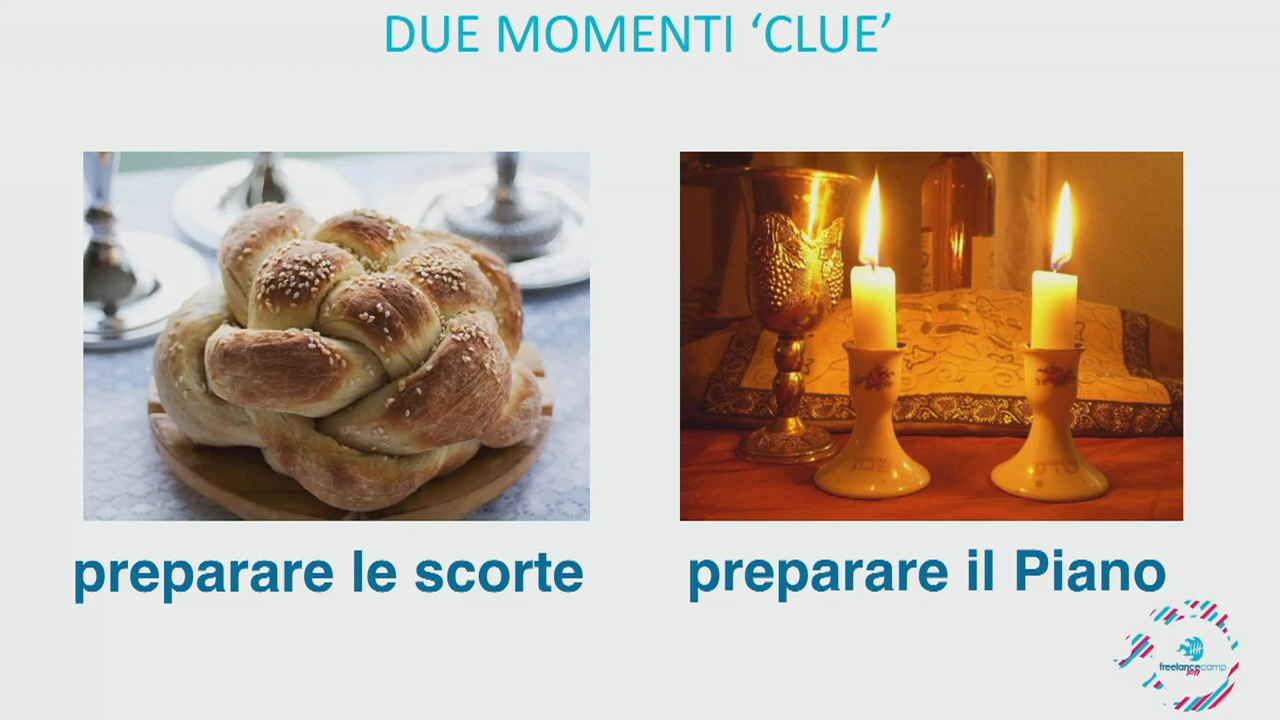 DUE MOMENTI ‘CLUE’
preparare le scorte
preparare il Piano
freelancecamp